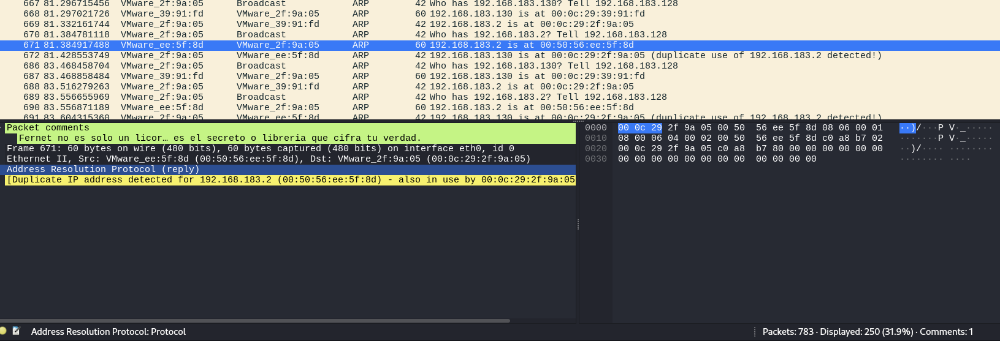 667 81.296715456 VMware_2f:9a:05 Broadcast ARP 42 Who has 192.168.183.130? Tell 192.168.183.128
668 81.297021726 VMware_39:91:fd VMware_2f:9a:05 ARP 60 192.168.183.130 is at 00:0c:29:39:91:fd
669 81.332161744 VMware_2f:9a:05 VMware_39:91:fd ARP 42 192.168.183.2 is at 00:0c:29:2f:9a:05
670 81.384781118 VMware_2f:9a:05 Broadcast ARP 42 Who has 192.168.183.2? Tell 192.168.183.128
671 81.384917488 VMware_ee:5f:8d VMware_2f:9a:05 ARP 60 192.168.183.2 is at 00:50:56:ee:5f:8d
672 81.428553749 VMware_2f:9a:05 VMware_ee:5f:8d ARP 42 192.168.183.130 is at 00:0c:29:2f:9a:05 (duplicate use of 192.168.183.2 detected!)
686 83.468458704 VMware_2f:9a:05 Broadcast ARP 42 Who has 192.168.183.130? Tell 192.168.183.128
687 83.468858484 VMware_39:91:fd VMware_2f:9a:05 ARP 60 192.168.183.130 is at 00:0c:29:39:91:fd
688 83.516279263 VMware_2f:9a:05 VMware_39:91:fd ARP 42 192.168.183.2 is at 00:0c:29:2f:9a:05
689 83.556655969 VMware_2f:9a:05 Broadcast ARP 42 Who has 192.168.183.2? Tell 192.168.183.128
690 83.556871189 VMware_ee:5f:8d VMware_2f:9a:05 ARP 60 192.168.183.2 is at 00:50:56:ee:5f:8d
691 83.604315360 VMware_2f:9a:05 VMware_ee:5f:8d ARP 42 192.168.183.130 is at 00:0c:29:2f:9a:05 (duplicate use of 192.168.183.2 detected!)
Packet comments
Fernet no es solo un licor… es el secreto o libreria que cifra tu verdad.
Frame 671: 60 bytes on wire (480 bits), 60 bytes captured (480 bits) on interface eth0, id 0
Ethernet II, Src: VMware_ee:5f:8d (00:50:56:ee:5f:8d), Dst: VMware_2f:9a:05 (00:0c:29:2f:9a:05)
Address Resolution Protocol (reply)
[Duplicate IP address detected for 192.168.183.2 (00:50:56:ee:5f:8d) - also in use by 00:0c:29:2f:9a:05
0000 00 0c 29 2f 9a 05 00 50 56 ee 5f 8d 08 06 00 01 ··)/···P V·_·····
0010 08 00 06 04 00 02 00 50 56 ee 5f 8d c0 a8 b7 02 ·······P V·_·····
0020 00 0c 29 2f 9a 05 c0 a8 b7 80 00 00 00 00 00 00 ··)/···· ········
0030 00 00 00 00 00 00 00 00 00 00 00 00 ········ ····
Address Resolution Protocol: Protocol
Packets: 783 · Displayed: 250 (31.9%) · Comments: 1